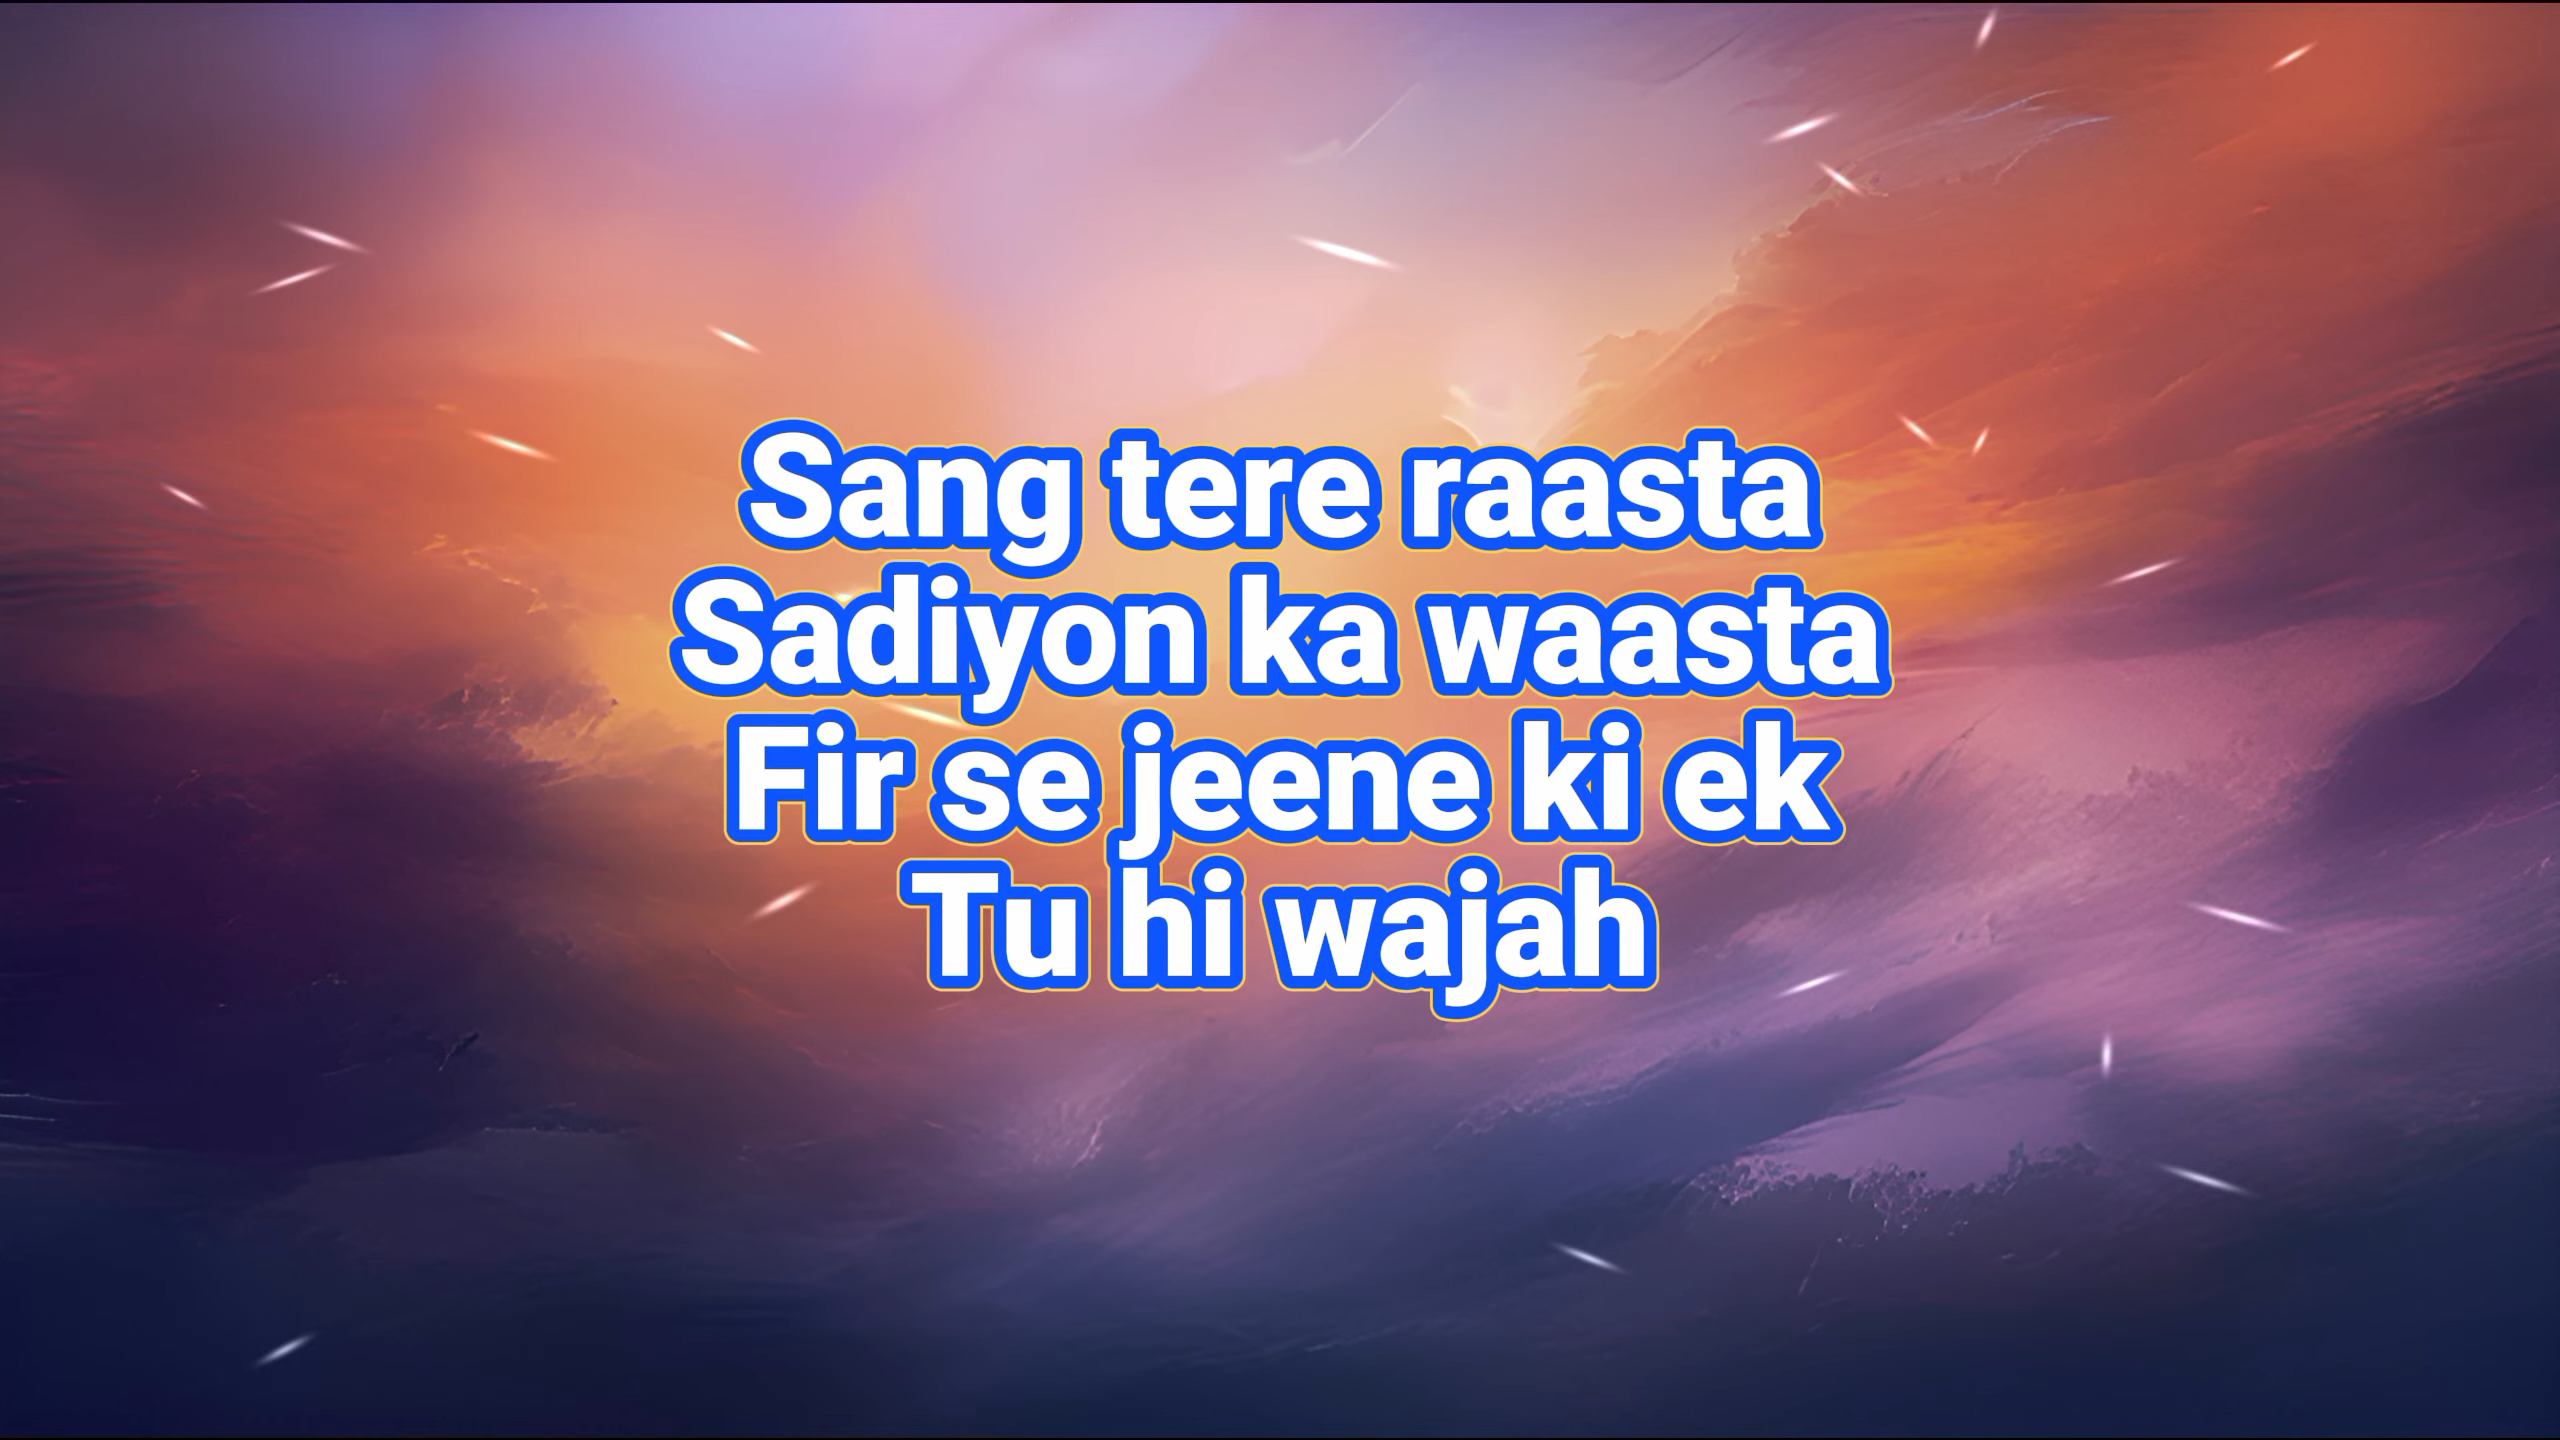 Sang tere raasta
Sadiyon ka waasta
Fir se jeene ki ek
Tu hi wajah